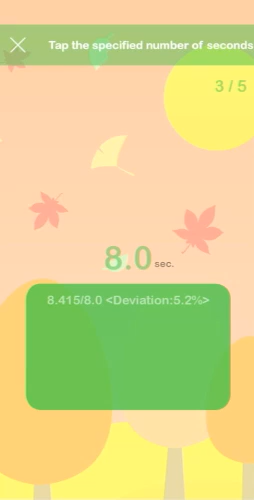 Tap the specified number of seconds
3 / 5
8.0 sec.
8.415/8.0 <Deviation:5.2%>